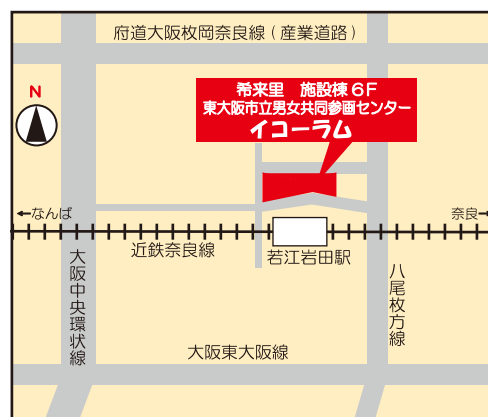 府道大阪枚岡奈良線(産業道路)
N
希来里 施設棟6F
東大阪市立男女共同参画センター
イコーラム
←なんば
奈良→
近鉄奈良線
若江岩田駅
大阪中央環状線
八尾枚方線
大阪東大阪線